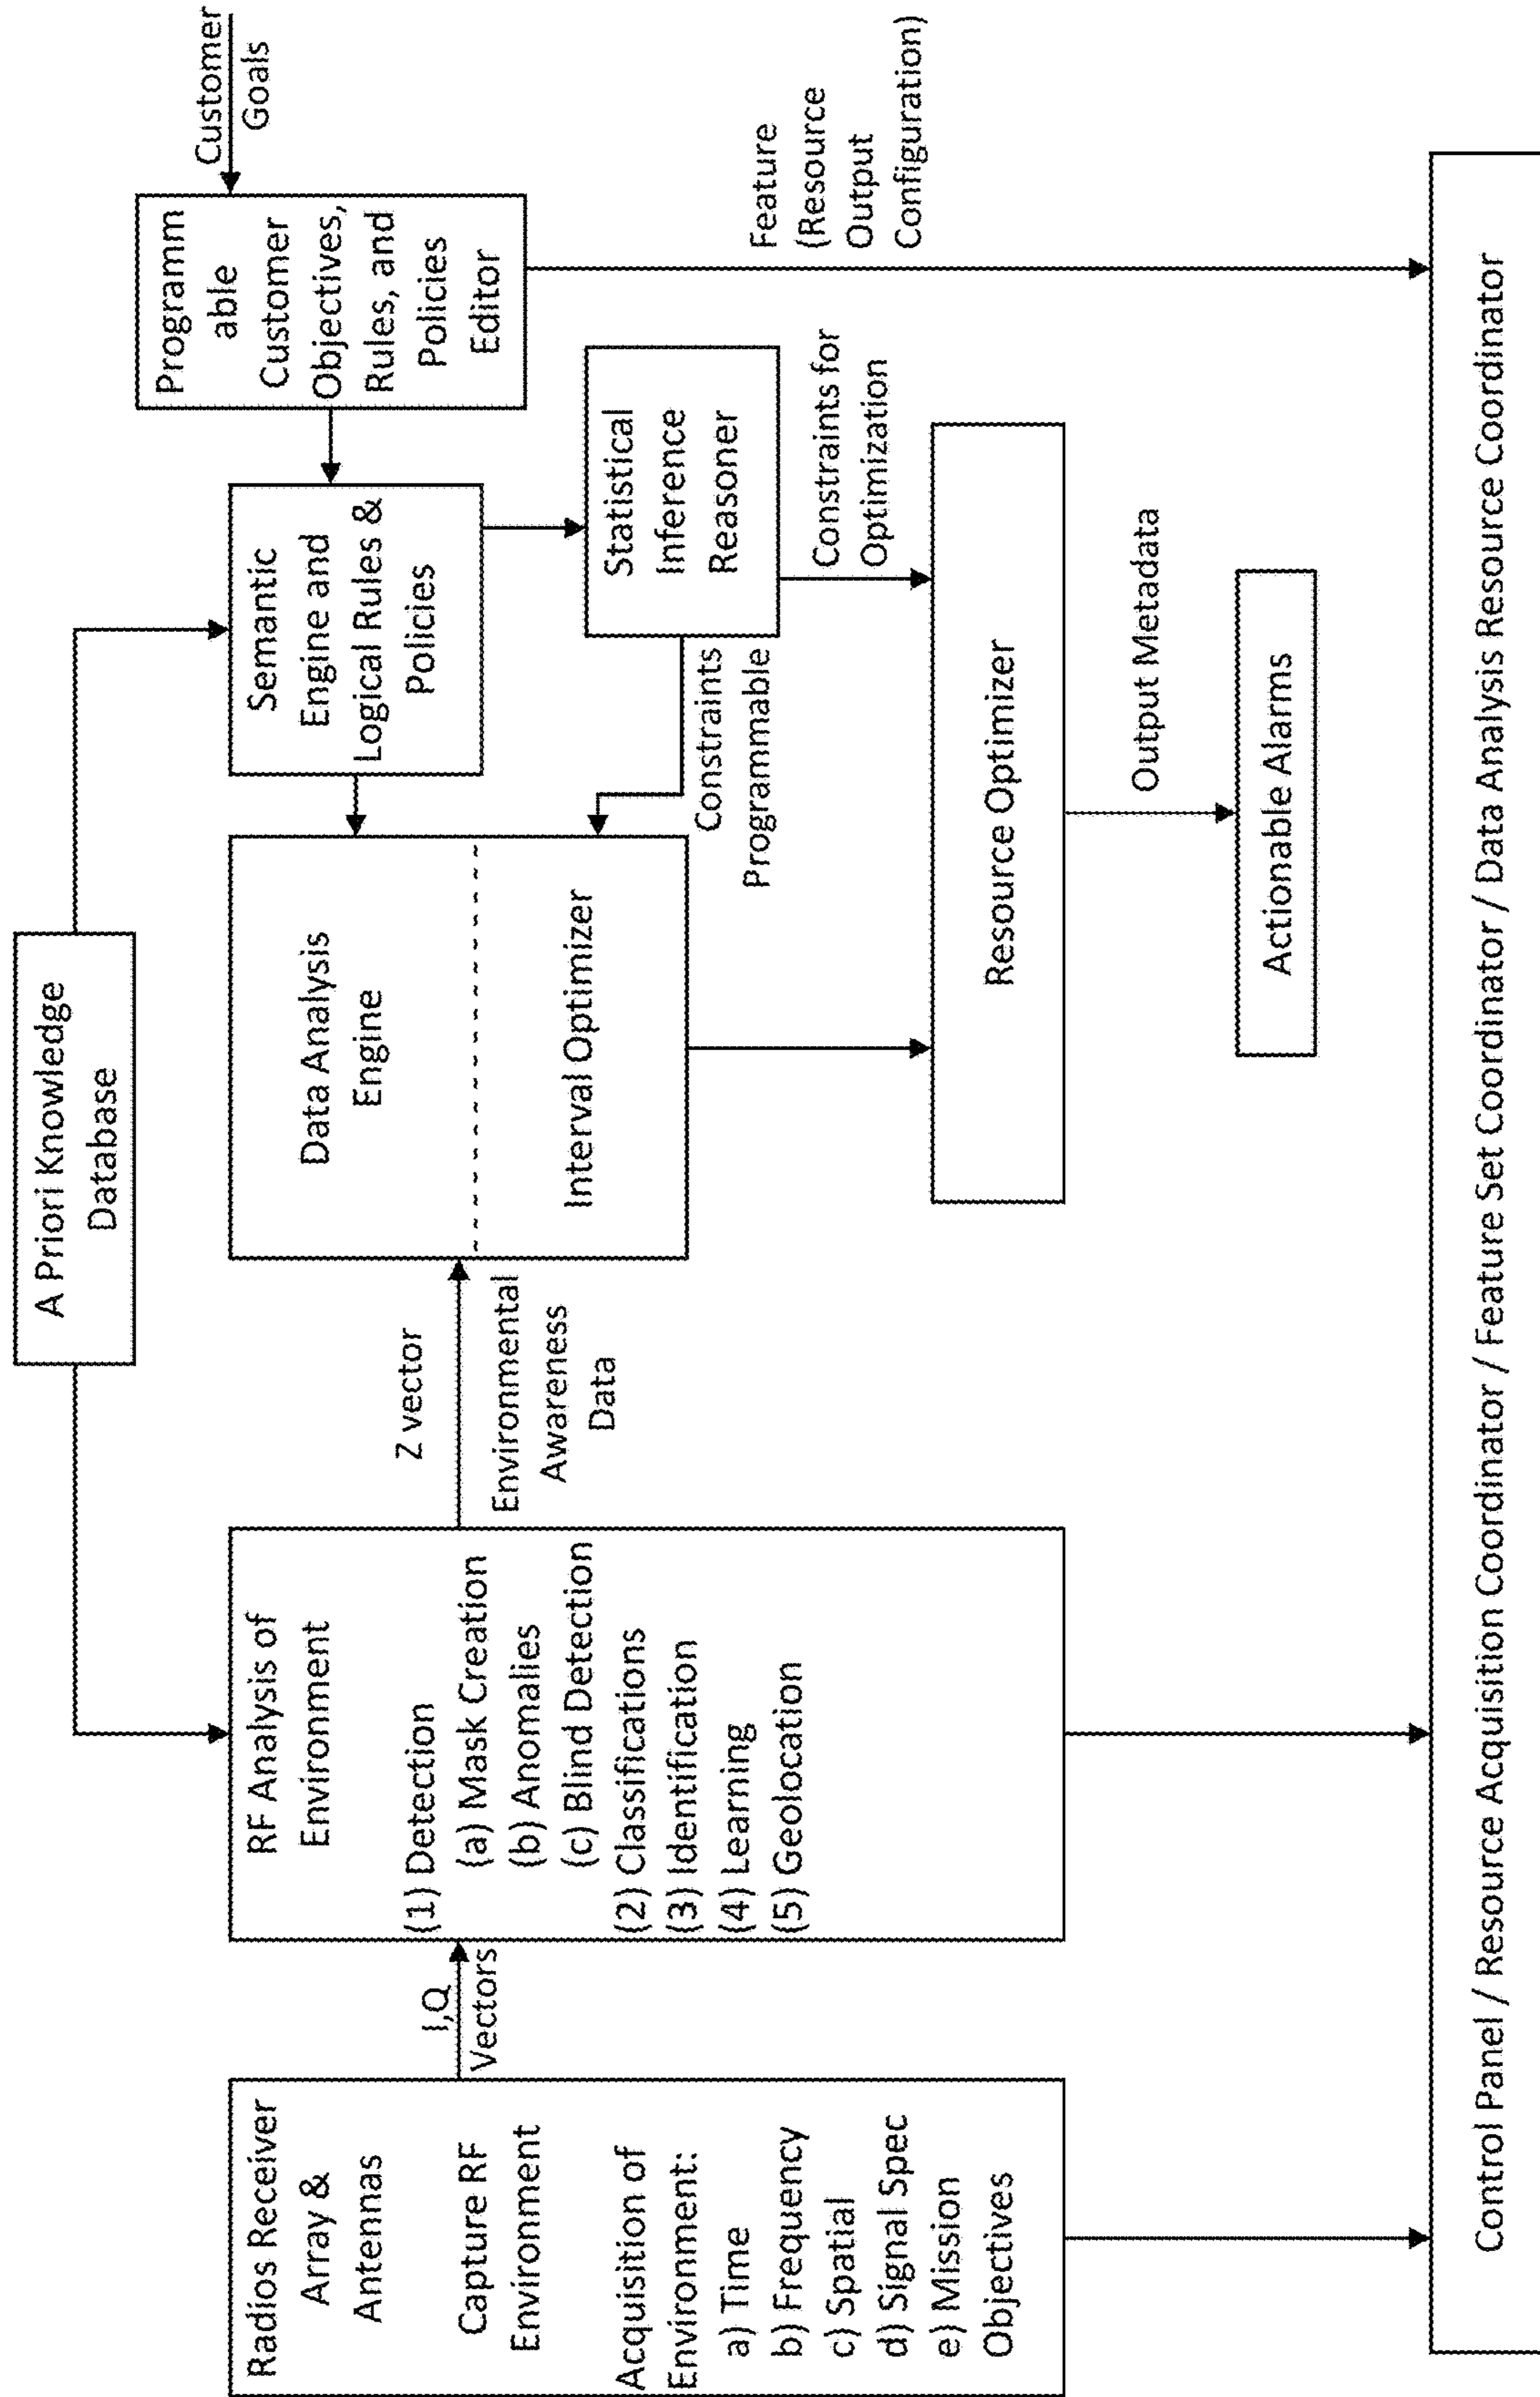 A Priori Knowledge
Database
Customer
Goals
Programm
able
Customer
Objectives,
Rules, and
Policies
Editor
Semantic
Engine and
Logical Rules &
Policies
Statistical
Inference
Reasoner
Constraints
Programmable
Constraints for
Optimization
Feature
(Resource
Output
Configuration)
Radios Receiver
Array &
Antennas
Capture RF
Environment
Acquisition of
Environment:
a) Time
b) Frequency
c) Spatial
d) Signal Spec
e) Mission
Objectives
I,Q
Vectors
RF Analysis of
Environment
(1) Detection
(a) Mask Creation
(b) Anomalies
(c) Blind Detection
(2) Classifications
(3) Identification
(4) Learning
(5) Geolocation
Z vector
Environmental
Awareness
Data
Data Analysis
Engine
Interval Optimizer
Resource Optimizer
Output Metadata
Actionable Alarms
Control Panel / Resource Acquisition Coordinator / Feature Set Coordinator / Data Analysis Resource Coordinator